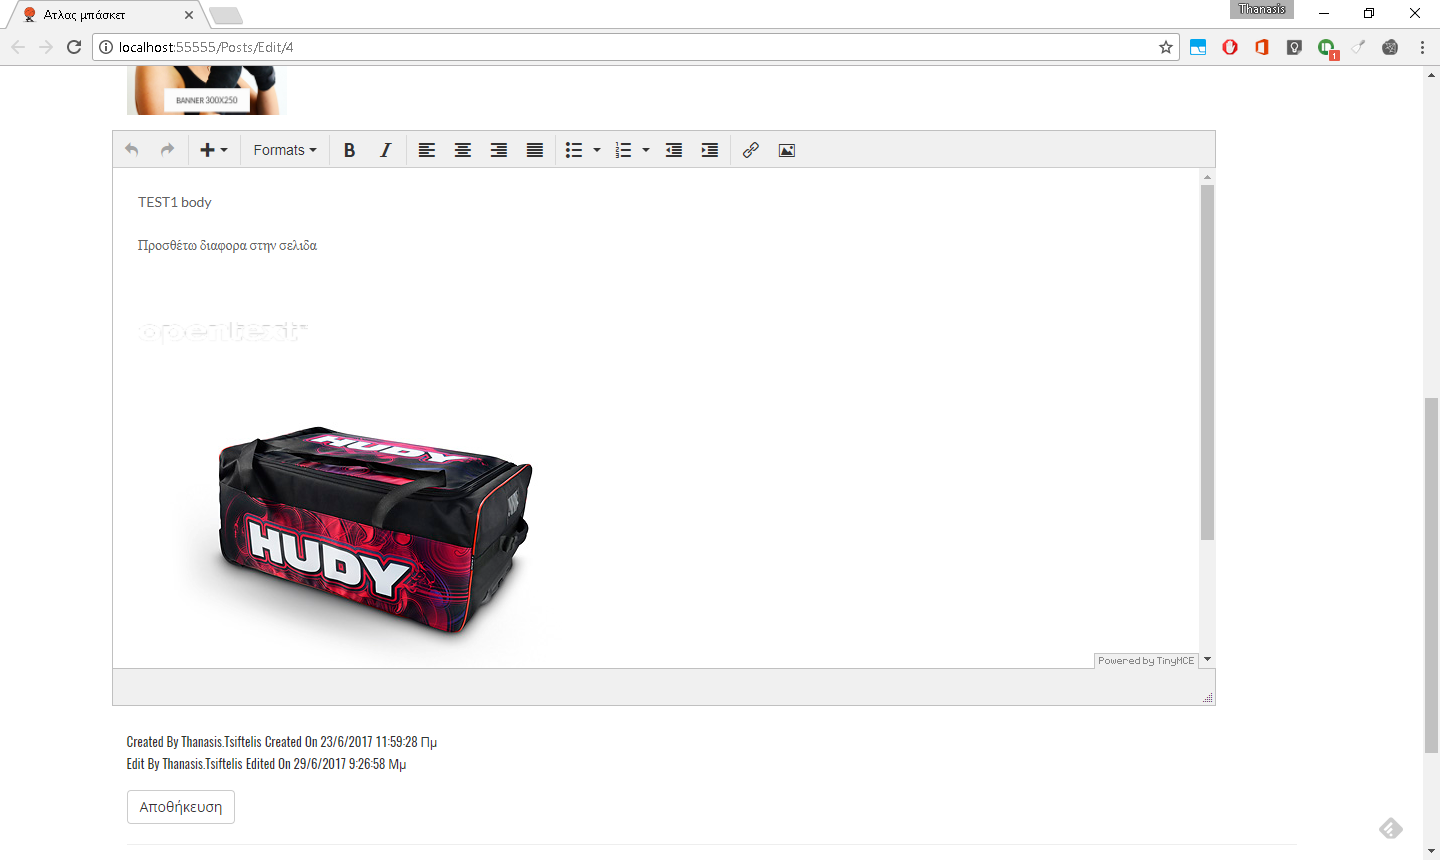 Ατλας μπάσκετ
Thanasis
localhost:55555/Posts/Edit/4
1
BANNER 300X250
Formats
TEST1 body
Προσθέτω διαφορα στην σελιδα
opentext
HUDY
HUDY
Powered by TinyMCE
Created By Thanasis.Tsiftelis Created On 23/6/2017 11:59:28 Πμ
Edit By Thanasis.Tsiftelis Edited On 29/6/2017 9:26:58 Μμ
Αποθήκευση